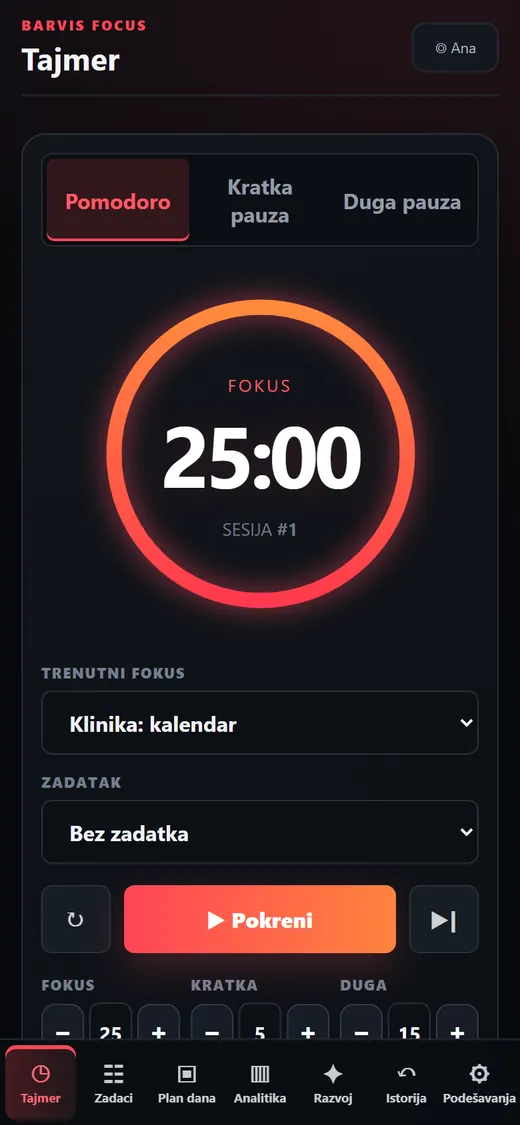 BARVIS FOCUS
Tajmer
◎ Ana
Pomodoro
Kratka
pauza
Duga pauza
FOKUS
25:00
SESIJA #1
TRENUTNI FOKUS
Klinika: kalendar
ZADATAK
Bez zadatka
↻
▶ Pokreni
▶|
FOKUS
KRATKA
DUGA
− 25 +
− 5 +
− 15 +
Tajmer
Zadaci
Plan dana
Analitika
Razvoj
Istorija
Podešavanja